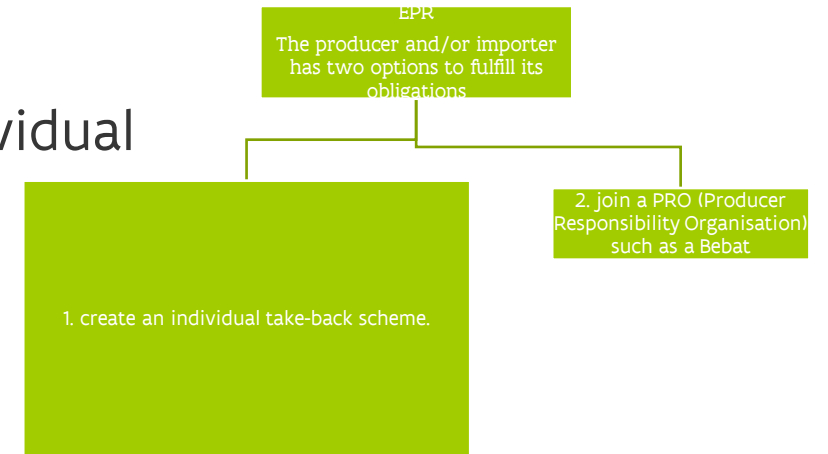 EPR
The producer and/or importer
has two options to fulfill its
obligations
vidual
1. create an individual take-back scheme.
2. join a PRO (Producer
Responsibility Organisation)
such as a Bebat